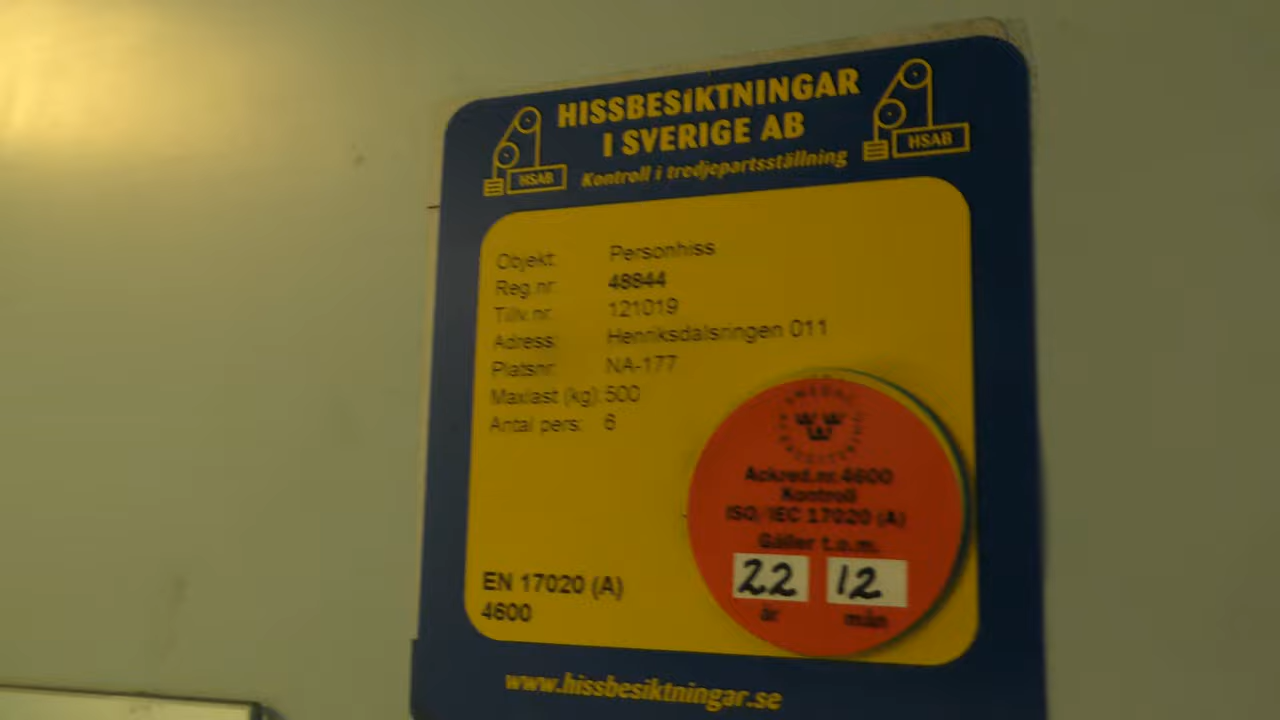 HISSBESIKTNINGAR
I SVERIGE AB
Kontroll i tredjepartsställning
HSAB
HSAB
Objekt: Personhiss
Reg.nr: 48844
Tillv.nr: 121019
Adress: Henriksdalsringen 011
Platsnr: NA-177
Maxlast (kg): 500
Antal pers: 6
Ackred.nr.4600
Kontroll
ISO/IEC 17020 (A)
Gäller t.o.m.
22 12
år mån
EN 17020 (A)
4600
www.hissbesiktningar.se